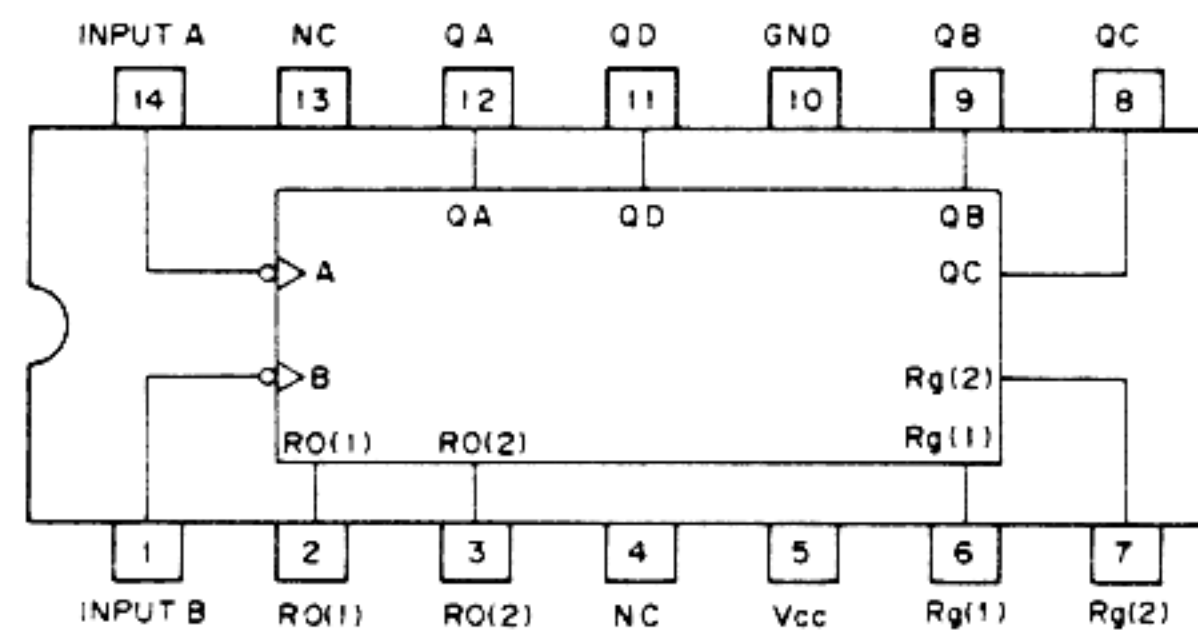 INPUT A NC QA QD GND QB QC
14 13 12 11 10 9 8
QA QD QB
A QC
B Rg(2)
RO(1) RO(2) Rg(1)
1 2 3 4 5 6 7
INPUT B RO(1) RO(2) NC Vcc Rg(1) Rg(2)